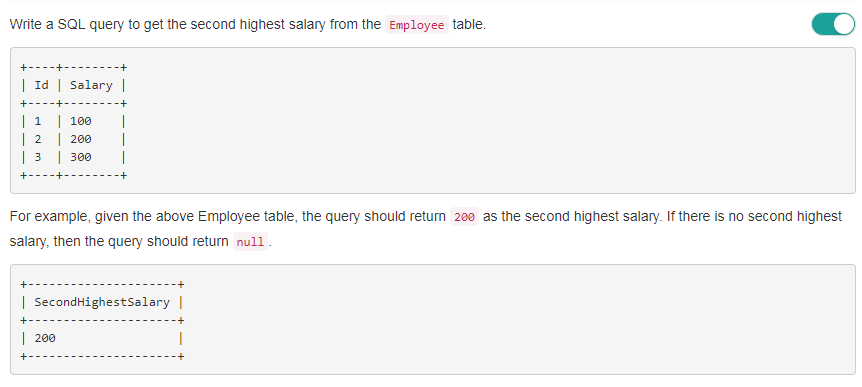 Write a SQL query to get the second highest salary from the Employee table.
+----+--------+
| Id | Salary |
+----+--------+
| 1  | 100    |
| 2  | 200    |
| 3  | 300    |
+----+--------+
For example, given the above Employee table, the query should return 200 as the second highest salary. If there is no second highest
salary, then the query should return null.
+---------------------+
| SecondHighestSalary |
+---------------------+
| 200                 |
+---------------------+